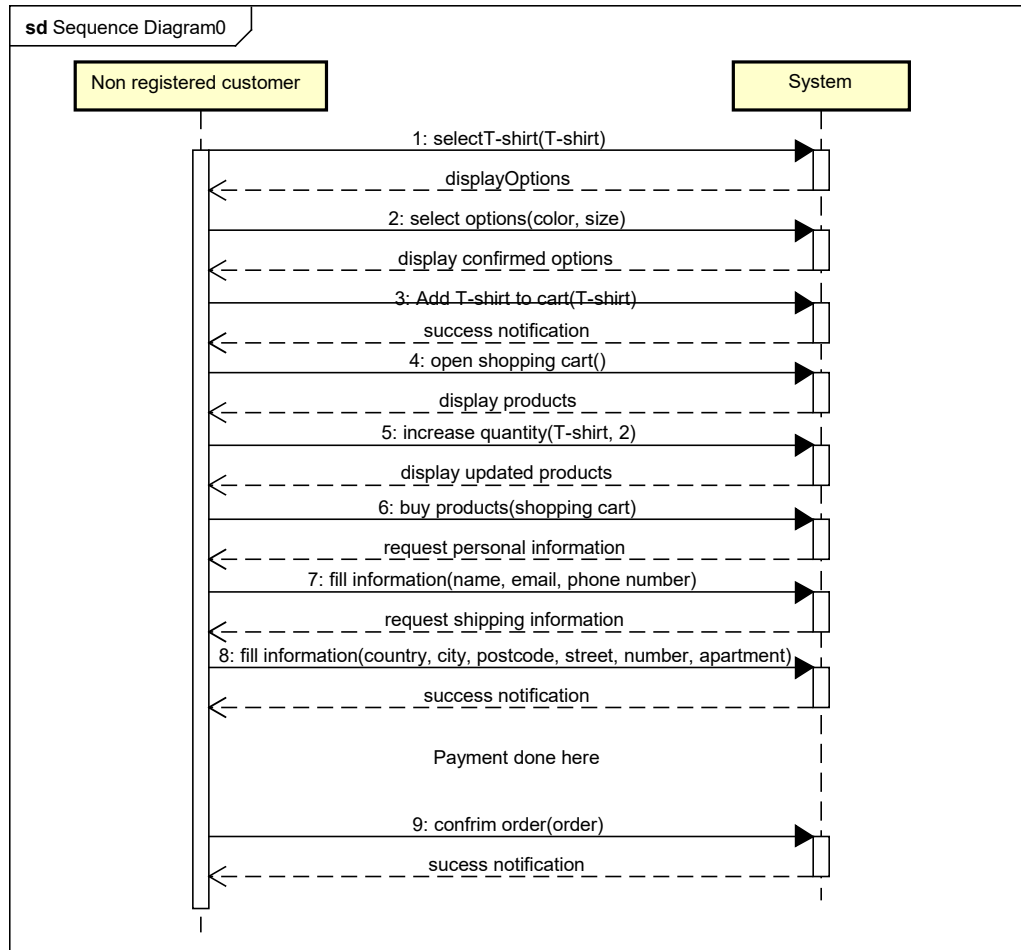 sd Sequence Diagram0
Non registered customer
System
1: selectT-shirt(T-shirt)
displayOptions
2: select options(color, size)
display confirmed options
3: Add T-shirt to cart(T-shirt)
success notification
4: open shopping cart()
display products
5: increase quantity(T-shirt, 2)
display updated products
6: buy products(shopping cart)
request personal information
7: fill information(name, email, phone number)
request shipping information
8: fill information(country, city, postcode, street, number, apartment)
success notification
Payment done here
9: confrim order(order)
sucess notification